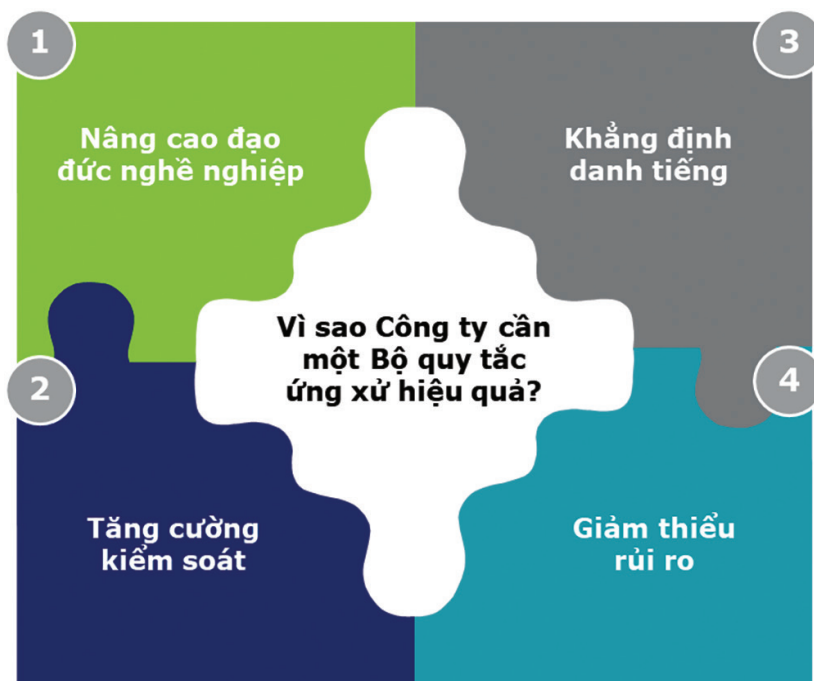 1
Nâng cao đạo
đức nghề nghiệp
2
Tăng cường
kiểm soát
3
Khẳng định
danh tiếng
4
Giảm thiểu
rủi ro
Vì sao Công ty cần
một Bộ quy tắc
ứng xử hiệu quả?